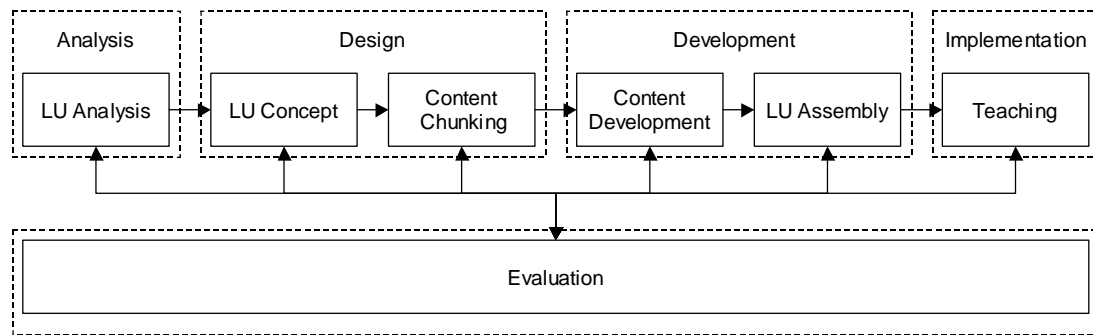 Analysis
Design
Development
Implementation
LU Analysis
LU Concept
Content
Chunking
Content
Development
LU Assembly
Teaching
Evaluation